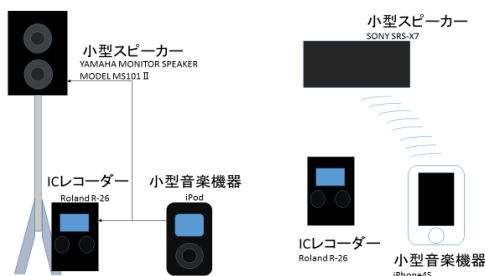 小型スピーカー
YAMAHA MONITOR SPEAKER
MODEL MS101 Ⅱ
ICレコーダー
Roland R-26
小型音楽機器
iPod
小型スピーカー
SONY SRS-X7
ICレコーダー
Roland R-26
小型音楽機器
iPhone4S